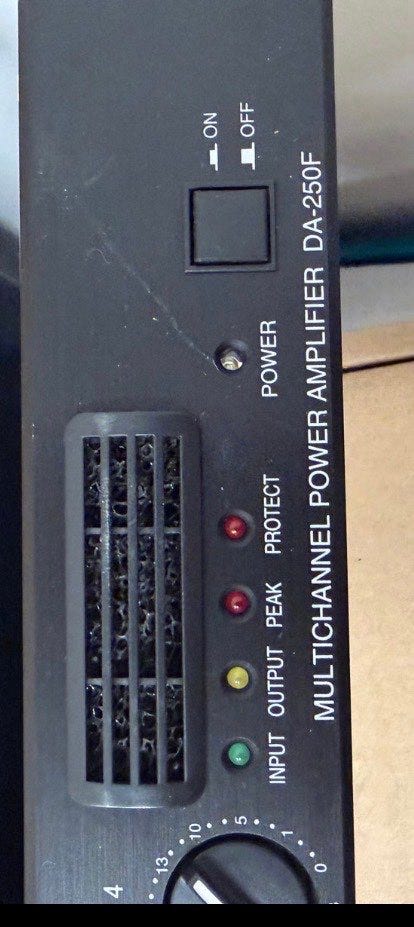 ON
OFF
POWER
INPUT OUTPUT PEAK PROTECT
MULTICHANNEL POWER AMPLIFIER DA-250F
4
13 10 5 1 0